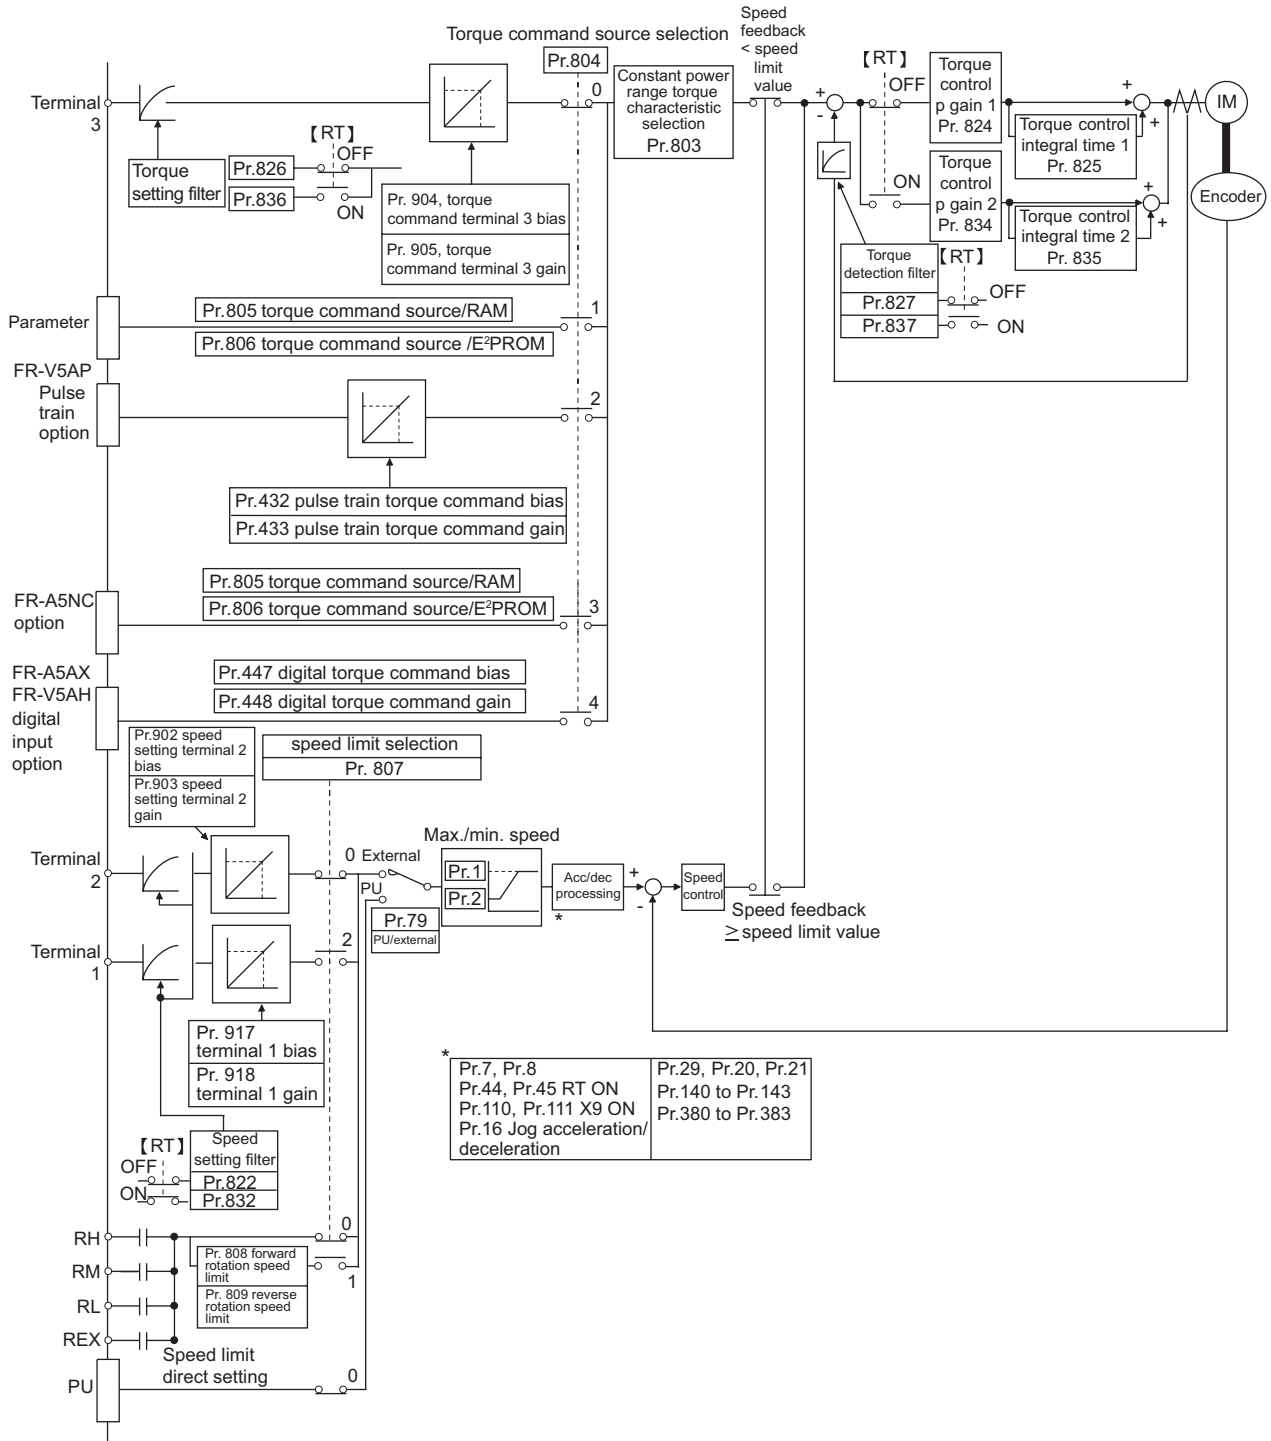 Torque command source selection
Pr.804
Speed
feedback
< speed
limit
value
Terminal
3
0
Constant power
range torque
characteristic
selection
Pr.803
+
-
【RT】
OFF
ON
Torque
control
p gain 1
Pr. 824
Torque control
integral time 1
Pr. 825
+
+
IM
Encoder
Torque
control
p gain 2
Pr. 834
Torque control
integral time 2
Pr. 835
+
+
Torque
setting filter
【RT】
Pr.826
OFF
Pr.836
ON
Pr. 904, torque
command terminal 3 bias
Pr. 905, torque
command terminal 3 gain
Torque
detection filter
Pr.827
Pr.837
【RT】
OFF
ON
Parameter
Pr.805 torque command source/RAM
Pr.806 torque command source /E²PROM
1
FR-V5AP
Pulse
train
option
2
Pr.432 pulse train torque command bias
Pr.433 pulse train torque command gain
FR-A5NC
option
Pr.805 torque command source/RAM
Pr.806 torque command source/E²PROM
3
FR-A5AX
FR-V5AH
digital
input
option
Pr.447 digital torque command bias
Pr.448 digital torque command gain
4
Pr.902 speed
setting terminal 2
bias
Pr.903 speed
setting terminal 2
gain
speed limit selection
Pr. 807
Terminal
2
0
External
PU
Pr.79
PU/external
Max./min. speed
Pr.1
Pr.2
Acc/dec
processing
*
+
-
Speed
control
Speed feedback
≥ speed limit value
Terminal
1
2
Pr. 917
terminal 1 bias
Pr. 918
terminal 1 gain
*
Pr.7, Pr.8
Pr.44, Pr.45 RT ON
Pr.110, Pr.111 X9 ON
Pr.16 Jog acceleration/
deceleration
Pr.29, Pr.20, Pr.21
Pr.140 to Pr.143
Pr.380 to Pr.383
【RT】
OFF
ON
Speed
setting filter
Pr.822
Pr.832
RH
0
RM
Pr. 808 forward
rotation speed
limit
Pr. 809 reverse
rotation speed
limit
1
RL
REX
Speed limit
direct setting
PU
0